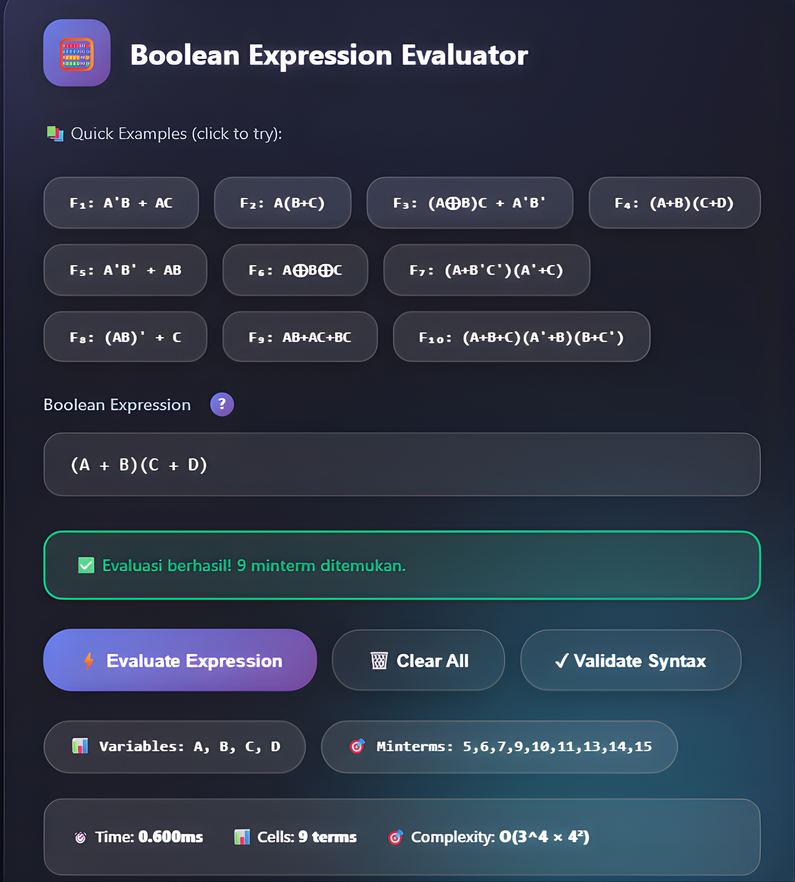 Boolean Expression Evaluator
Quick Examples (click to try):
F₁: A'B + AC
F₂: A(B+C)
F₃: (A⊕B)C + A'B'
F₄: (A+B)(C+D)
F₅: A'B' + AB
F₆: A⊕B⊕C
F₇: (A+B'C')(A'+C)
F₈: (AB)' + C
F₉: AB+AC+BC
F₁₀: (A+B+C)(A'+B)(B+C')
Boolean Expression ?
(A + B)(C + D)
✅ Evaluasi berhasil! 9 minterm ditemukan.
⚡ Evaluate Expression
🗑 Clear All
✓ Validate Syntax
📊 Variables: A, B, C, D
🎯 Minterms: 5,6,7,9,10,11,13,14,15
Time: 0.600ms
📊 Cells: 9 terms
🎯 Complexity: O(3^4 × 4²)